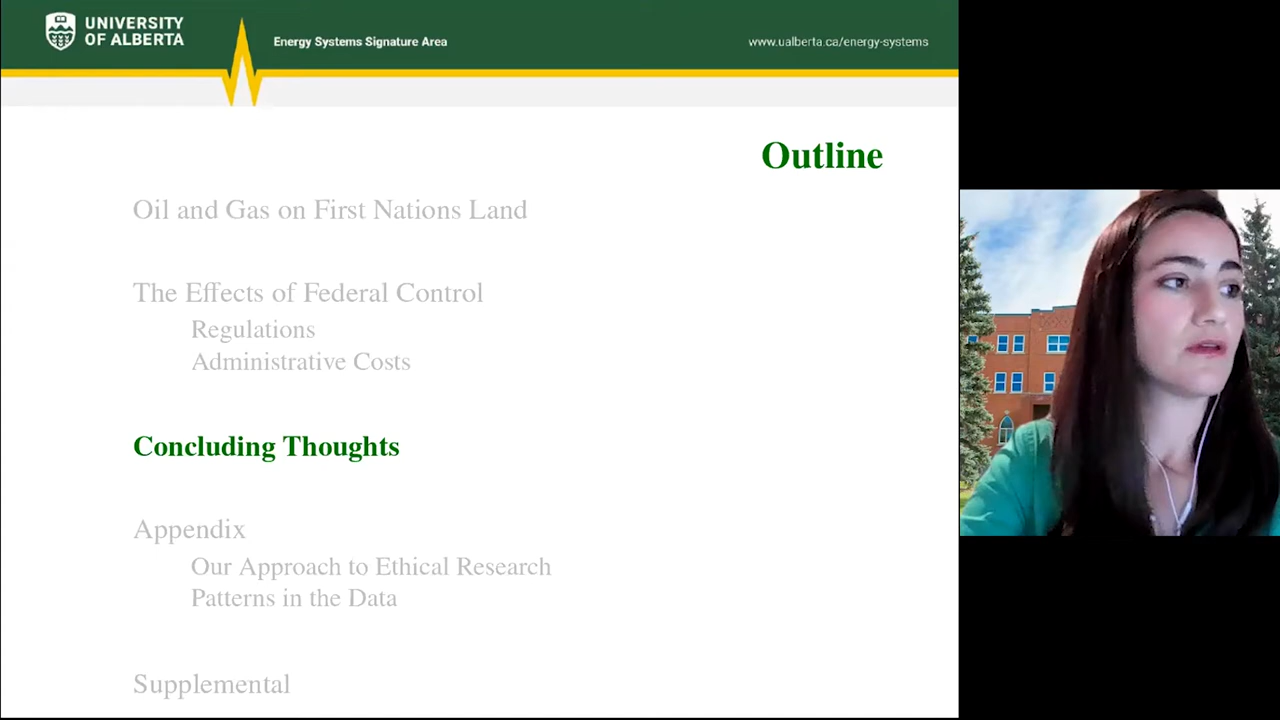 UNIVERSITY
OF ALBERTA
Energy Systems Signature Area
www.ualberta.ca/energy-systems
Outline
Oil and Gas on First Nations Land
The Effects of Federal Control
Regulations
Administrative Costs
Concluding Thoughts
Appendix
Our Approach to Ethical Research
Patterns in the Data
Supplemental